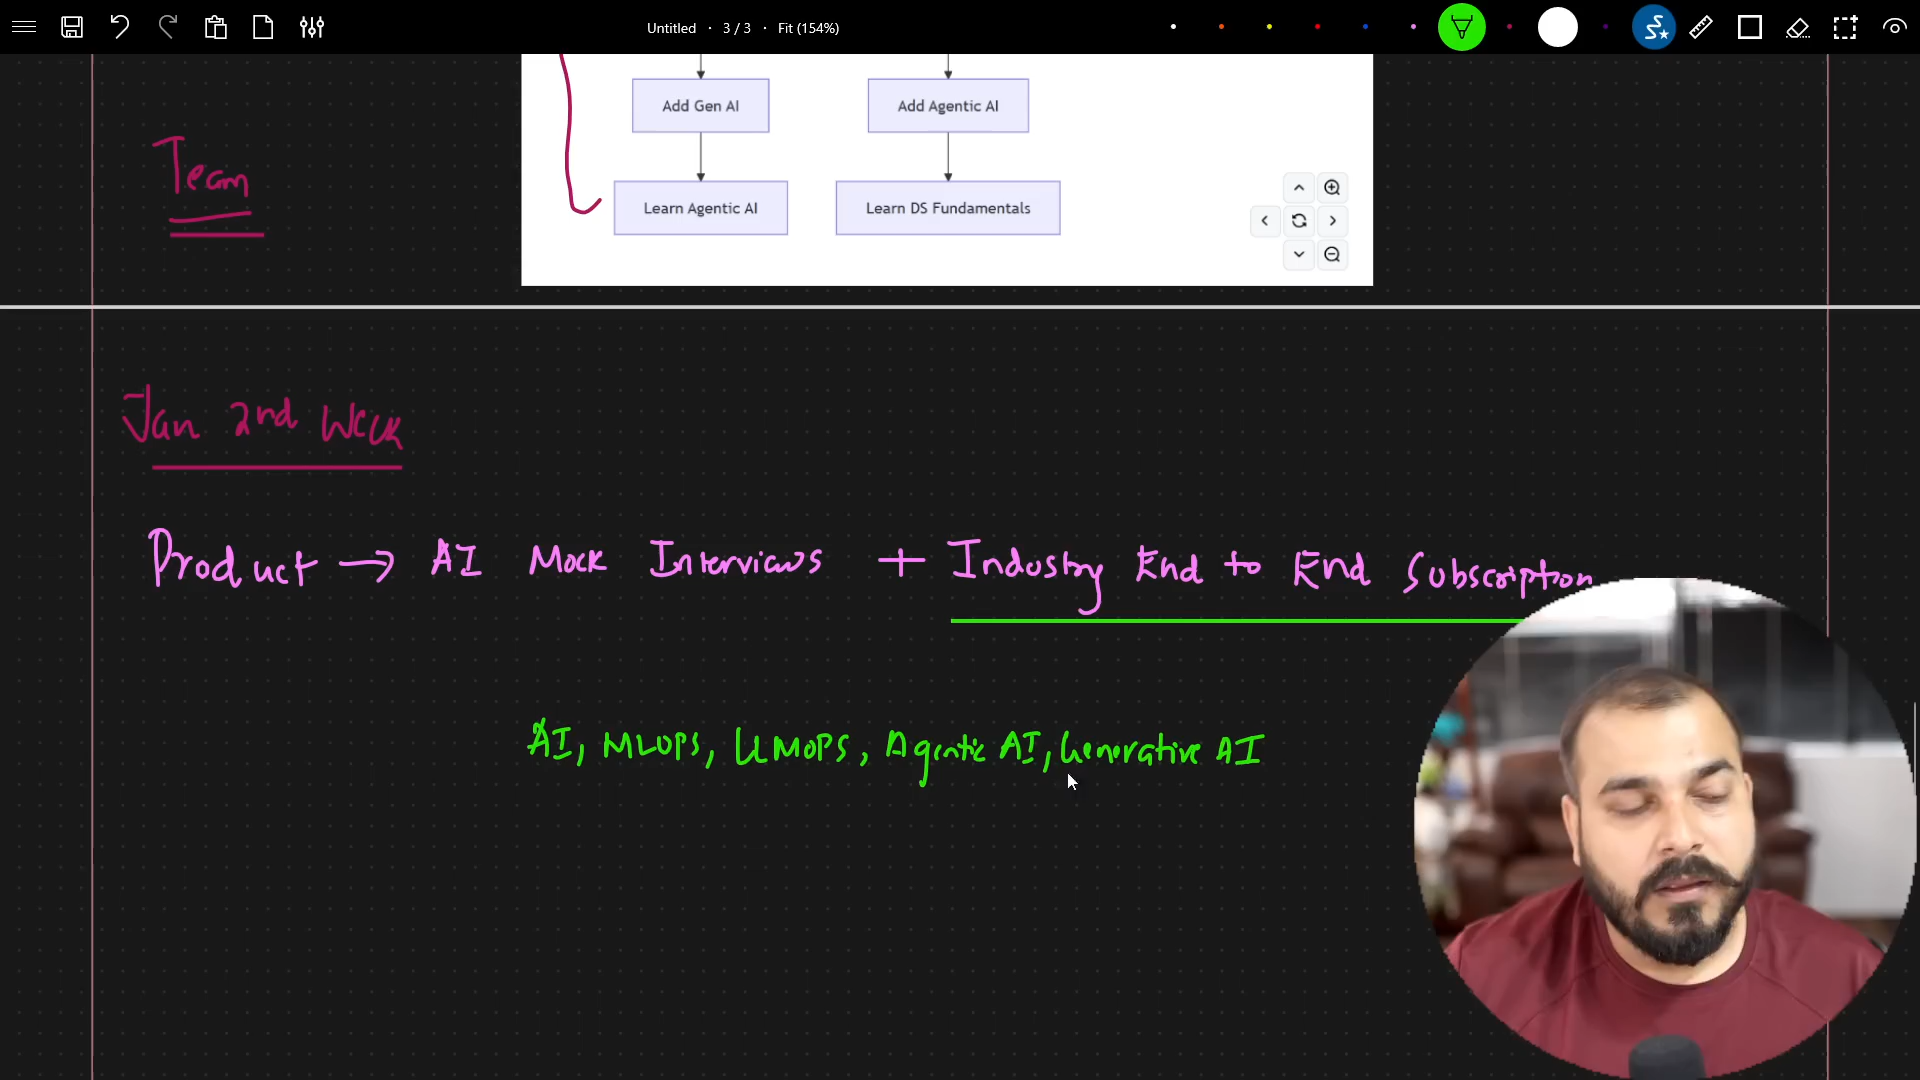 Untitled · 3 / 3 · Fit (154%)
Add Gen AI
Add Agentic AI
Team
Learn Agentic AI
Learn DS Fundamentals
Jan 2nd Week
Product → AI Mock Interviews + Industry End to End Subscription
AI, MLOPS, LLMOPS, Agentic AI, Generative AI